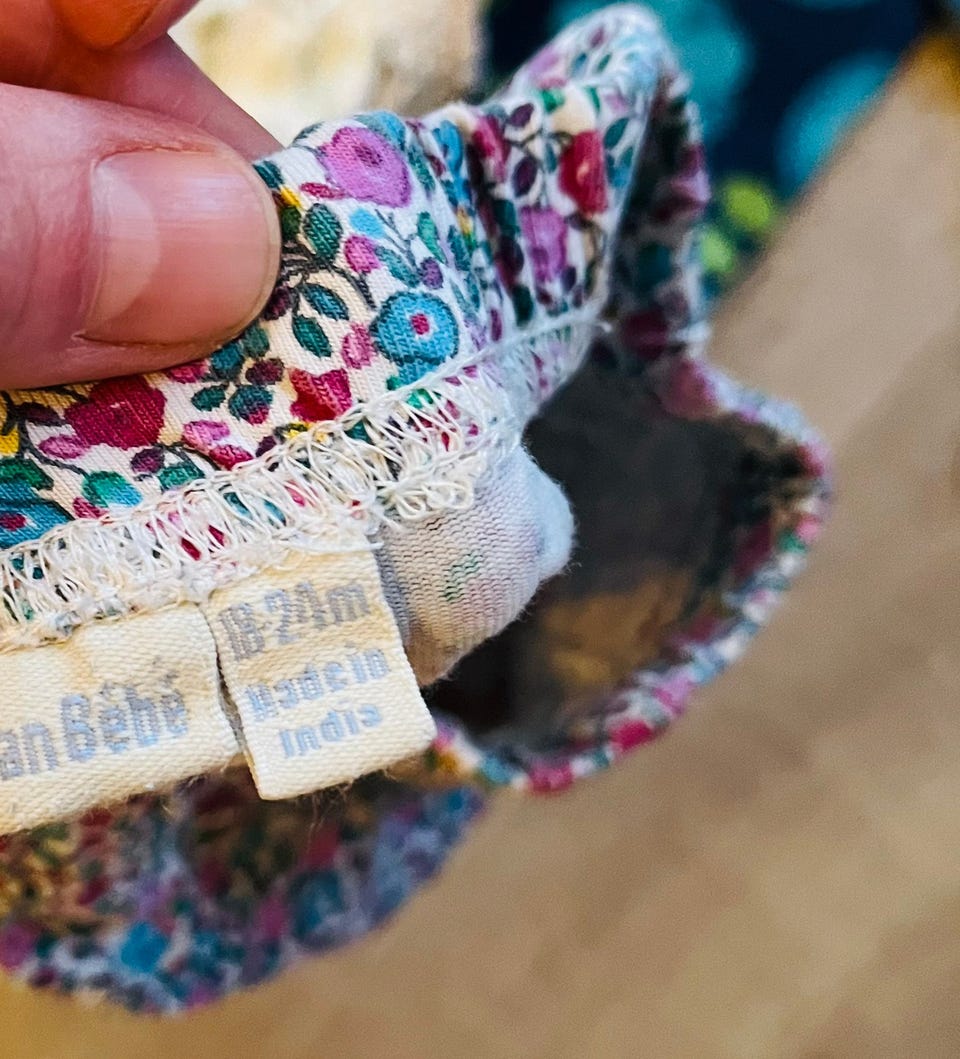 an Bébé
18-24m
Made in
India